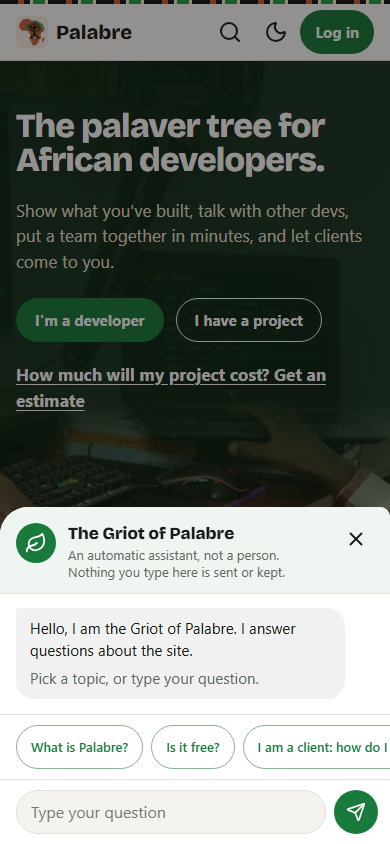 Palabre
Log in
The palaver tree for
African developers.
Show what you've built, talk with other devs,
put a team together in minutes, and let clients
come to you.
I'm a developer
I have a project
How much will my project cost? Get an
estimate
The Griot of Palabre
An automatic assistant, not a person.
Nothing you type here is sent or kept.
Hello, I am the Griot of Palabre. I answer
questions about the site.
Pick a topic, or type your question.
What is Palabre?
Is it free?
I am a client: how do I
Type your question